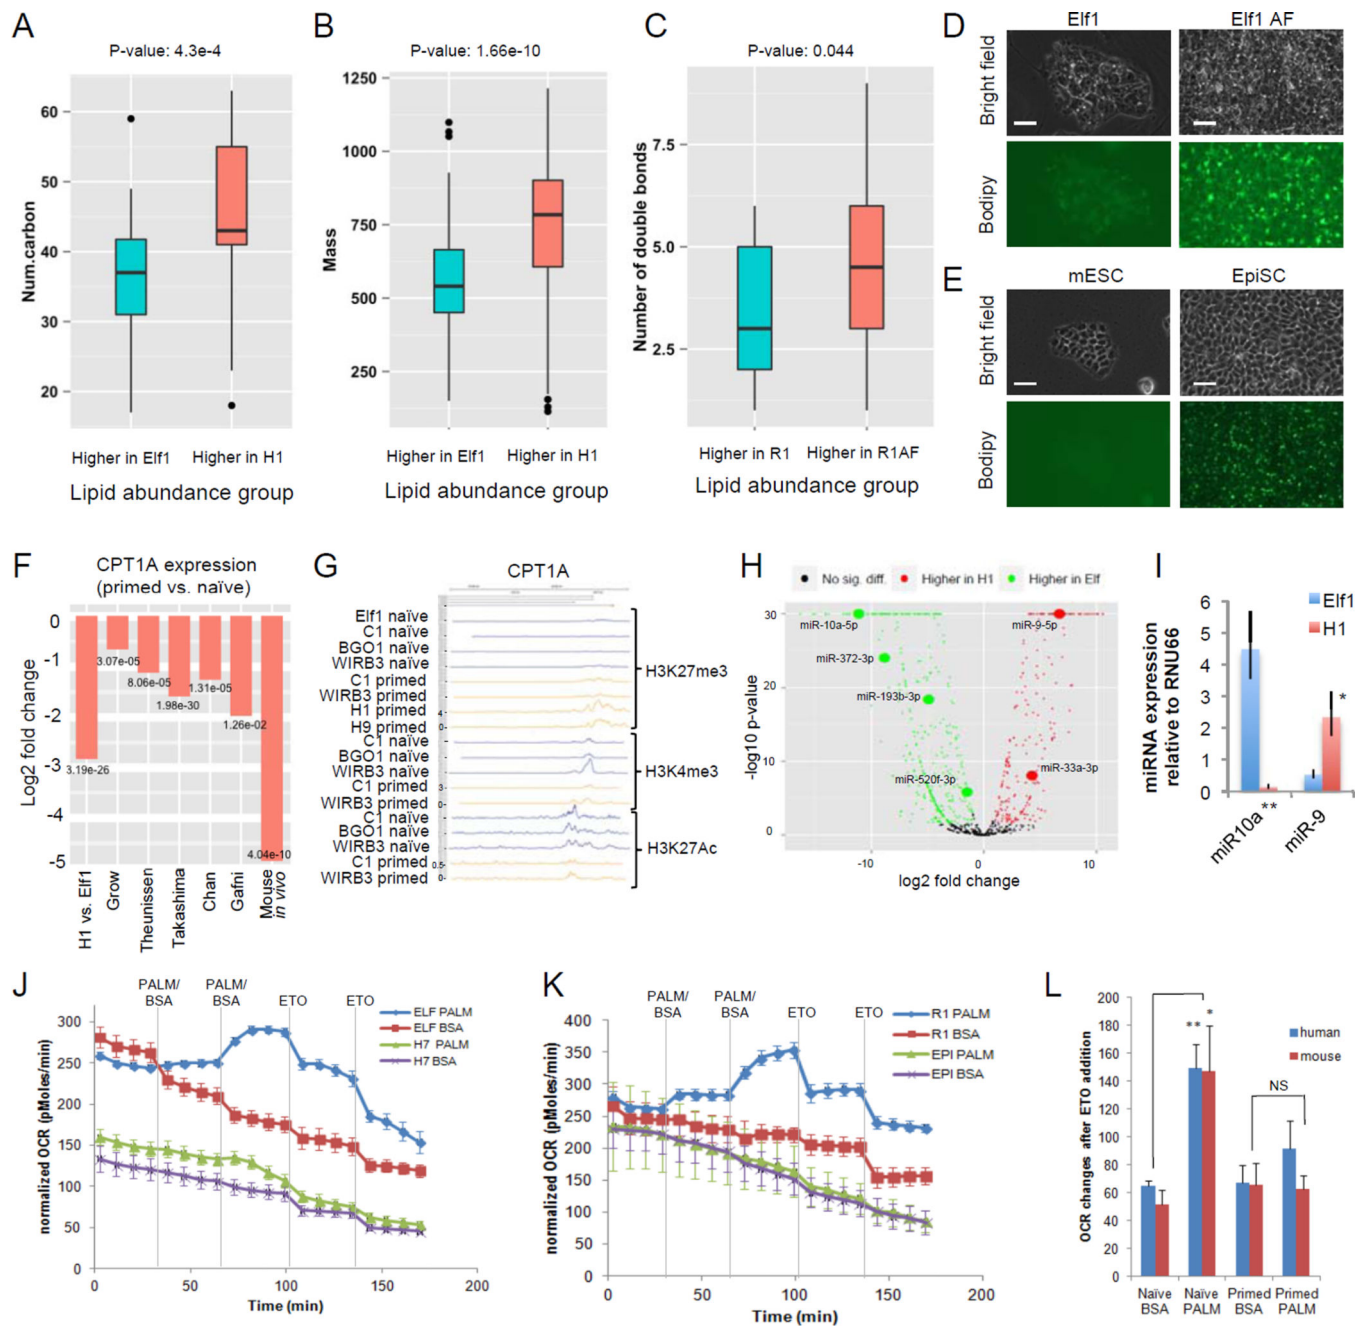 A
P-value: 4.3e-4
Num.carbon
60
50
40
30
20
Higher in Elf1
Higher in H1
Lipid abundance group
B
P-value: 1.66e-10
Mass
1250
1000
750
500
250
Higher in Elf1
Higher in H1
Lipid abundance group
C
P-value: 0.044
Number of double bonds
7.5
5.0
2.5
Higher in R1
Higher in R1AF
Lipid abundance group
D
Elf1
Elf1 AF
Bright field
Bodipy
E
mESC
EpiSC
Bright field
Bodipy
F
CPT1A expression
(primed vs. naïve)
Log2 fold change
0
-1
-2
-3
-4
-5
3.19e-26
3.07e-05
8.06e-05
1.98e-30
1.31e-05
1.26e-02
4.04e-10
H1 vs. Elf1
Grow
Theunissen
Takashima
Chan
Gafni
Mouse
in vivo
G
CPT1A
Elf1 naïve
C1 naïve
BGO1 naïve
WIRB3 naïve
C1 primed
WIRB3 primed
H1 primed
H9 primed
H3K27me3
C1 naïve
BGO1 naïve
WIRB3 naïve
C1 primed
WIRB3 primed
H3K4me3
C1 naïve
BGO1 naïve
WIRB3 naïve
C1 primed
WIRB3 primed
H3K27Ac
H
No sig. diff.
Higher in H1
Higher in Elf
-log10 p-value
30
20
10
0
miR-10a-5p
miR-9-5p
miR-372-3p
miR-193b-3p
miR-520f-3p
miR-33a-3p
-10
0
10
log2 fold change
I
Elf1
H1
miRNA expression
relative to RNU66
6
5
4
3
2
1
0
**
*
miR10a
miR-9
J
PALM/
BSA
PALM/
BSA
ETO
ETO
ELF PALM
ELF BSA
H7 PALM
H7 BSA
normalized OCR (pMoles/min)
300
250
200
150
100
50
0
0
50
100
150
200
Time (min)
K
PALM/
BSA
PALM/
BSA
ETO
ETO
R1 PALM
R1 BSA
EPI PALM
EPI BSA
normalized OCR (pMoles/min)
400
350
300
250
200
150
100
50
0
0
50
100
150
200
Time (min)
L
human
mouse
OCR changes after ETO addition
200
180
160
140
120
100
80
60
40
20
0
**
*
NS
Naïve
BSA
Naïve
PALM
Primed
BSA
Primed
PALM